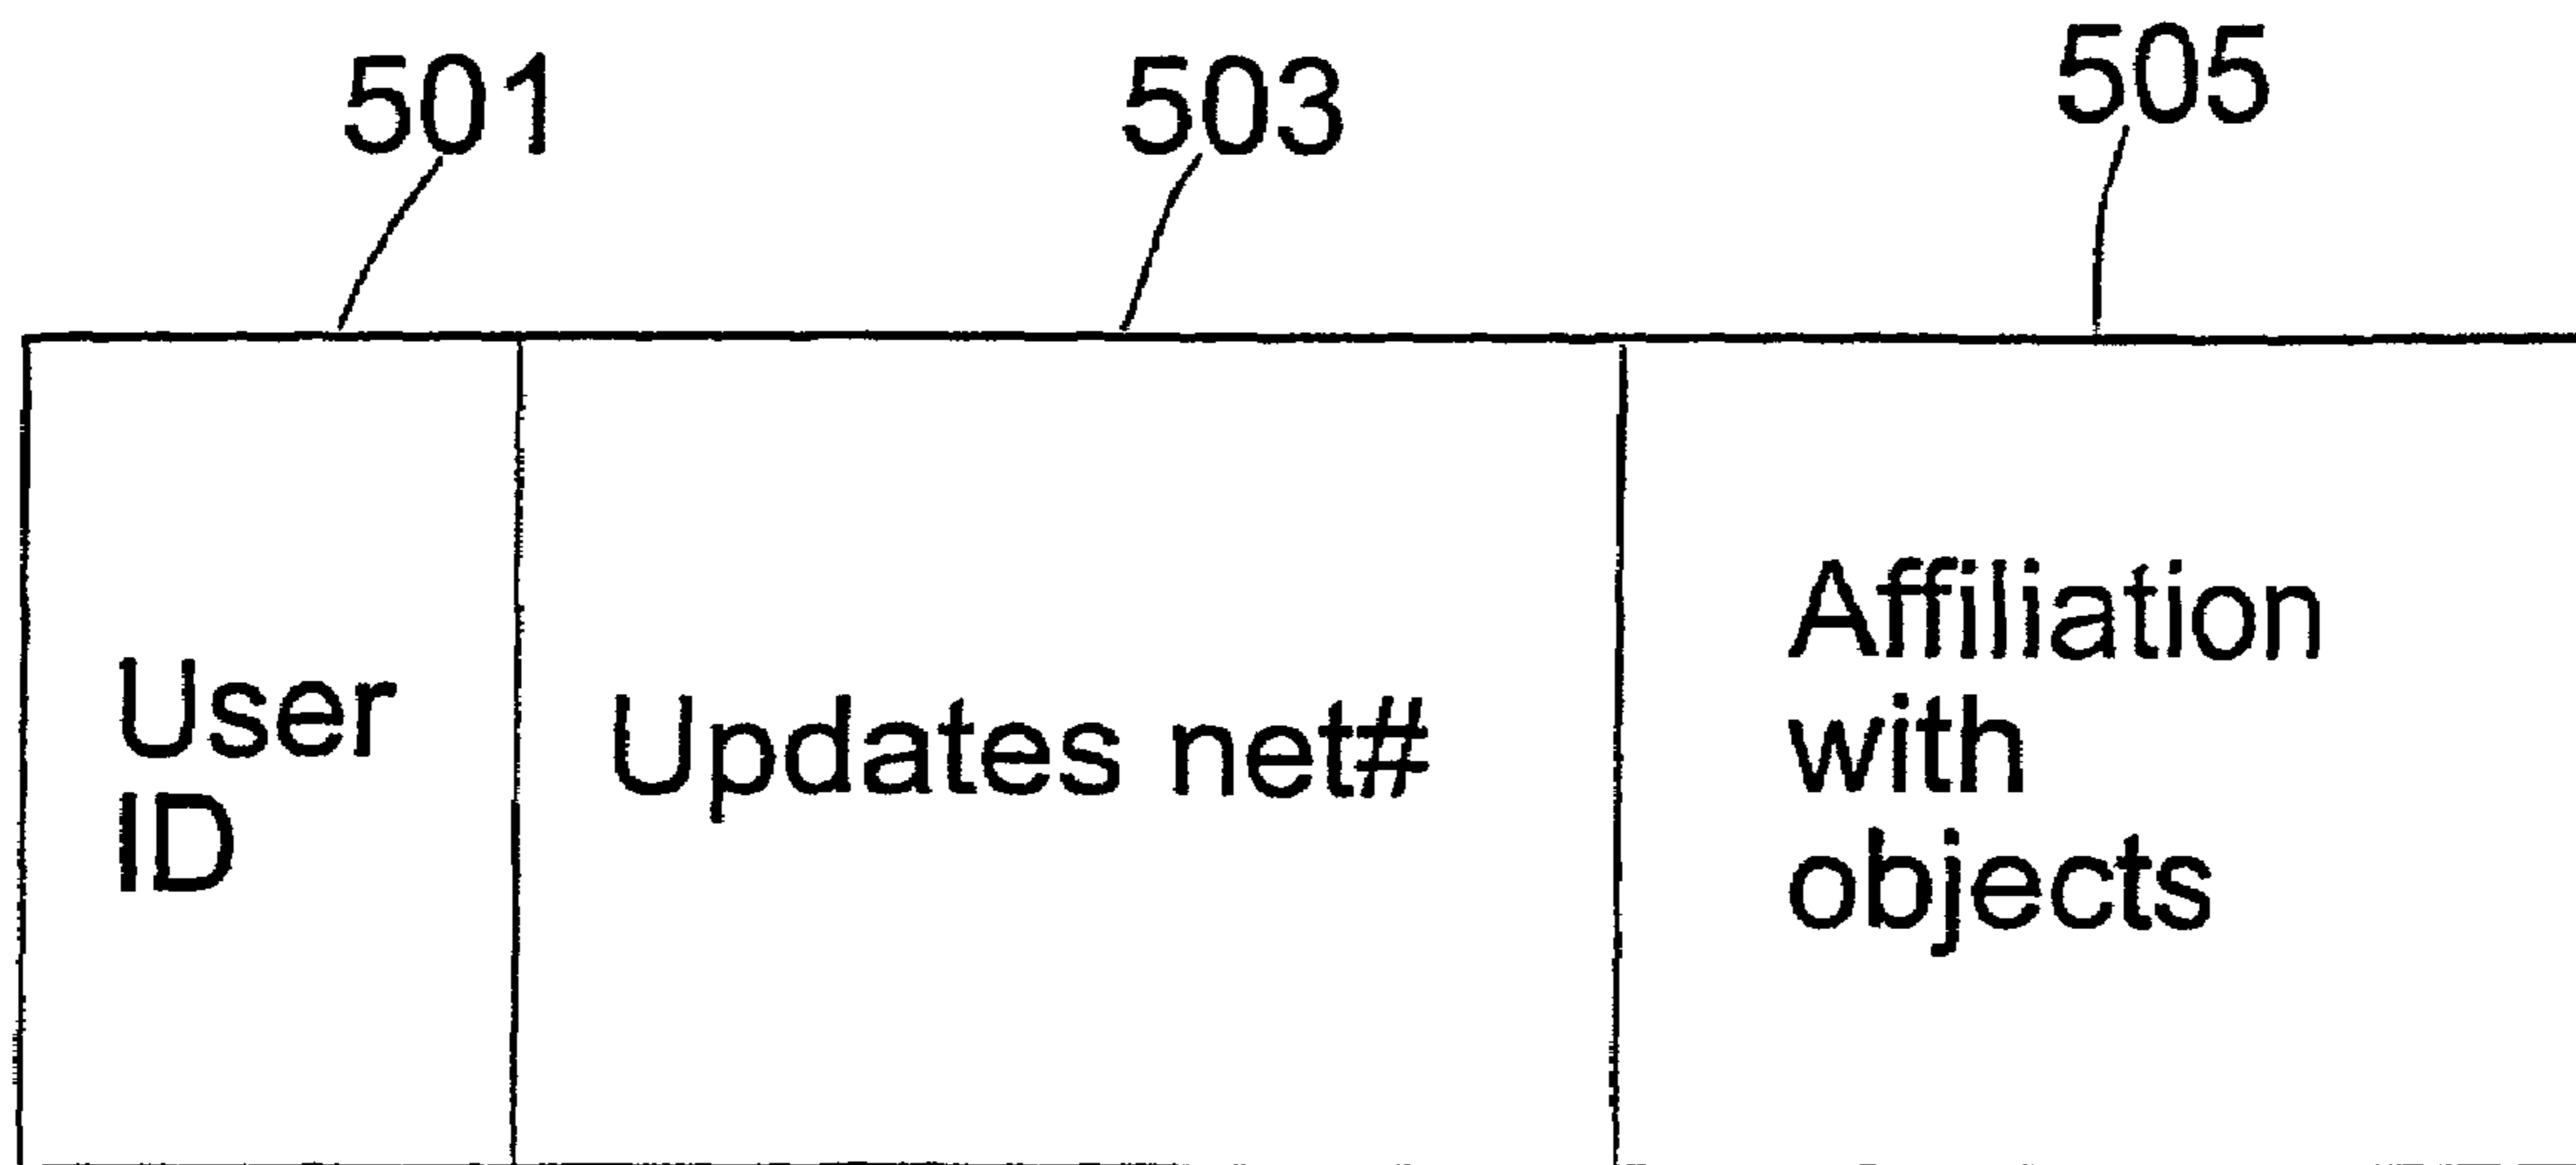 501 503 505
User
ID
Updates net#
Affiliation
with
objects